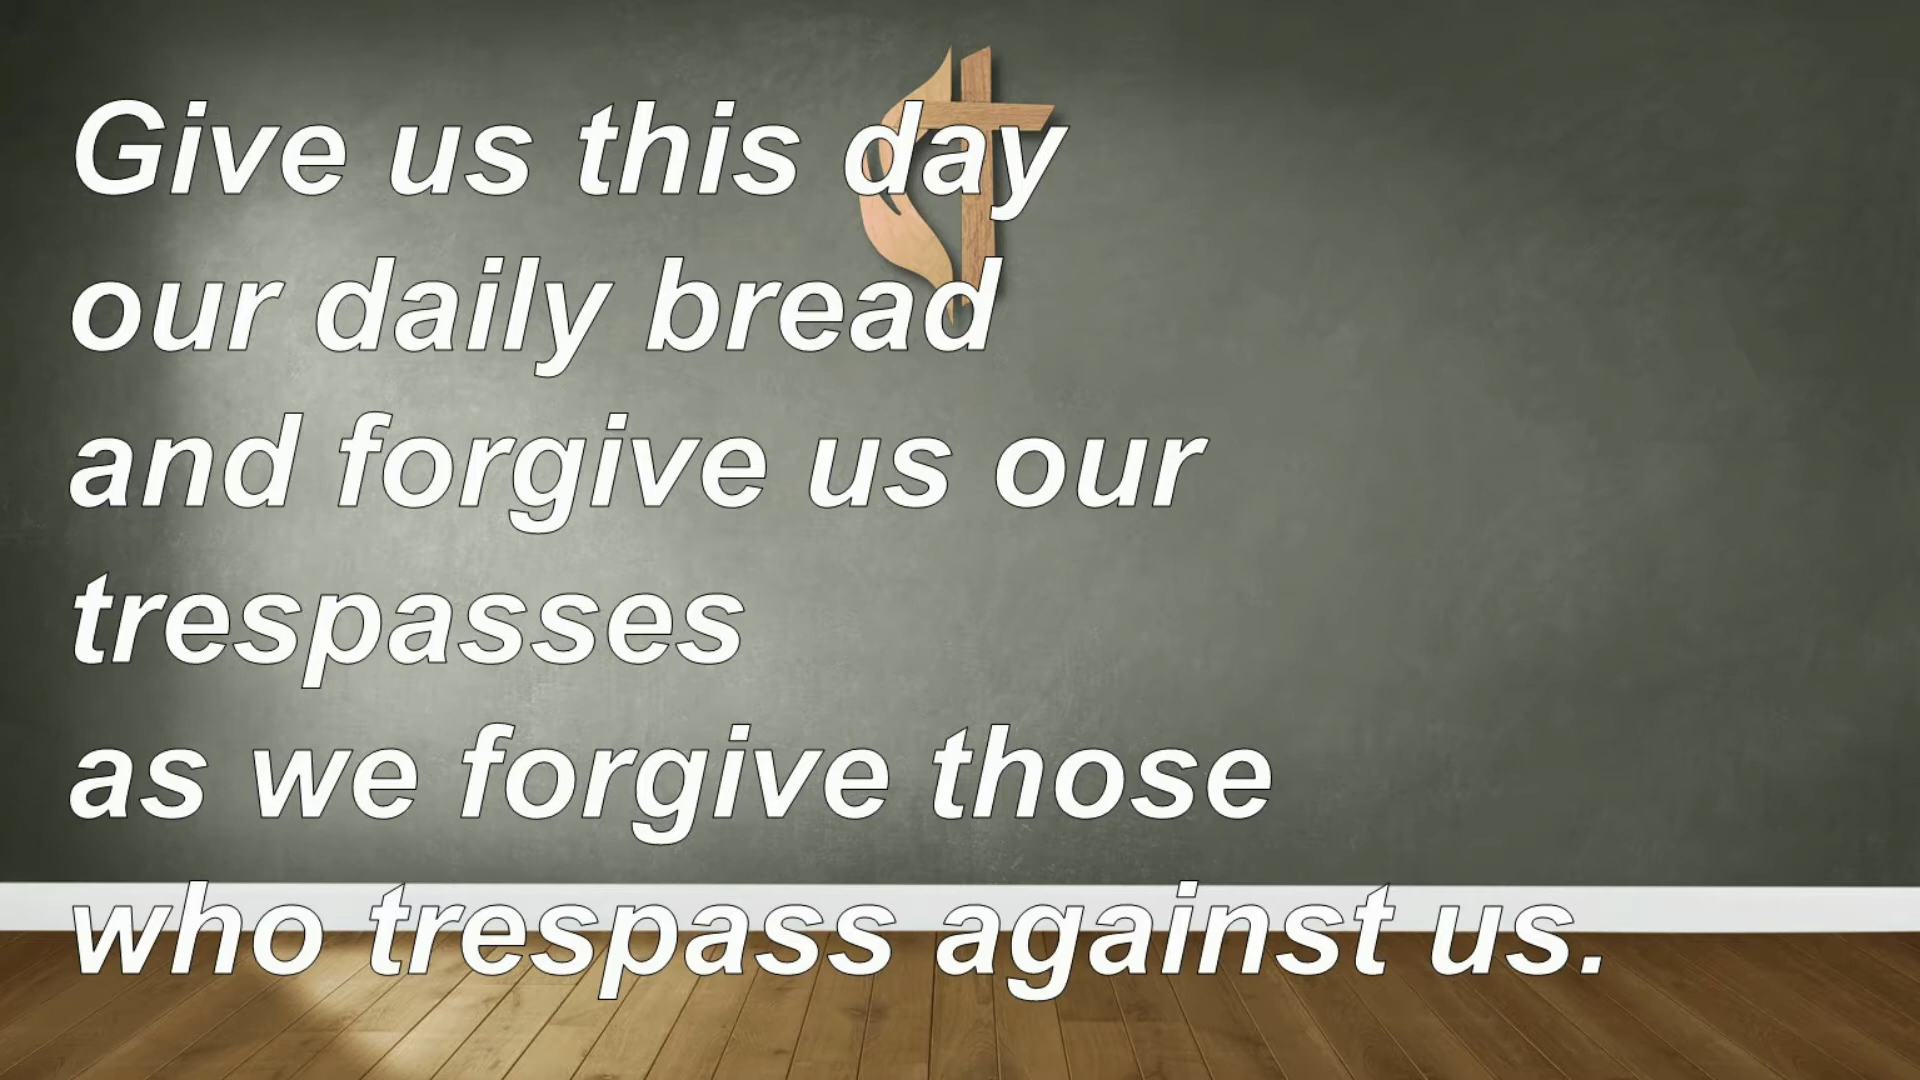 Give us this day
our daily bread
and forgive us our
trespasses
as we forgive those
who trespass against us.